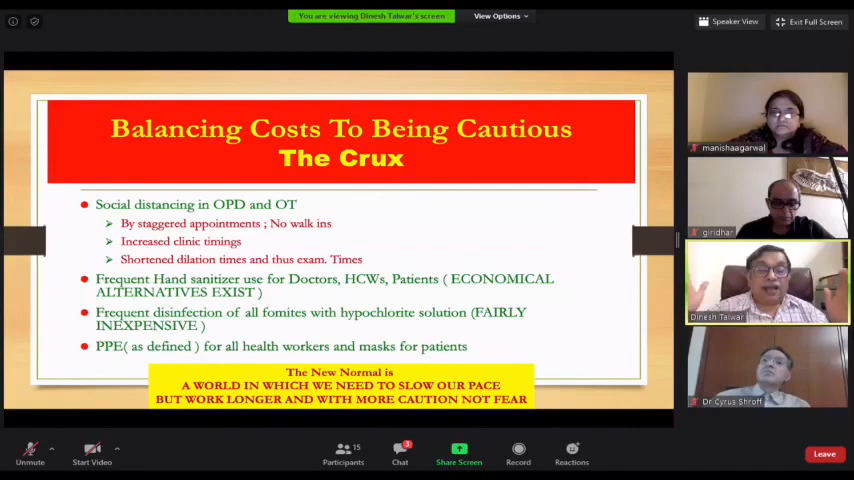 You are viewing Dinesh Talwar's screen
View Options
Speaker View
Exit Full Screen
Balancing Costs To Being Cautious
The Crux
Social distancing in OPD and OT
By staggered appointments ; No walk ins
Increased clinic timings
Shortened dilation times and thus exam. Times
Frequent Hand sanitizer use for Doctors, HCWs, Patients ( ECONOMICAL
ALTERNATIVES EXIST )
Frequent disinfection of all fomites with hypochlorite solution (FAIRLY
INEXPENSIVE )
PPE( as defined ) for all health workers and masks for patients
The New Normal is
A WORLD IN WHICH WE NEED TO SLOW OUR PACE
BUT WORK LONGER AND WITH MORE CAUTION NOT FEAR
manishaagarwal
giridhar
Dinesh Talwar
Dr Cyrus Shroff
Unmute
Start Video
15
Participants
3
Chat
Share Screen
Record
Reactions
Leave